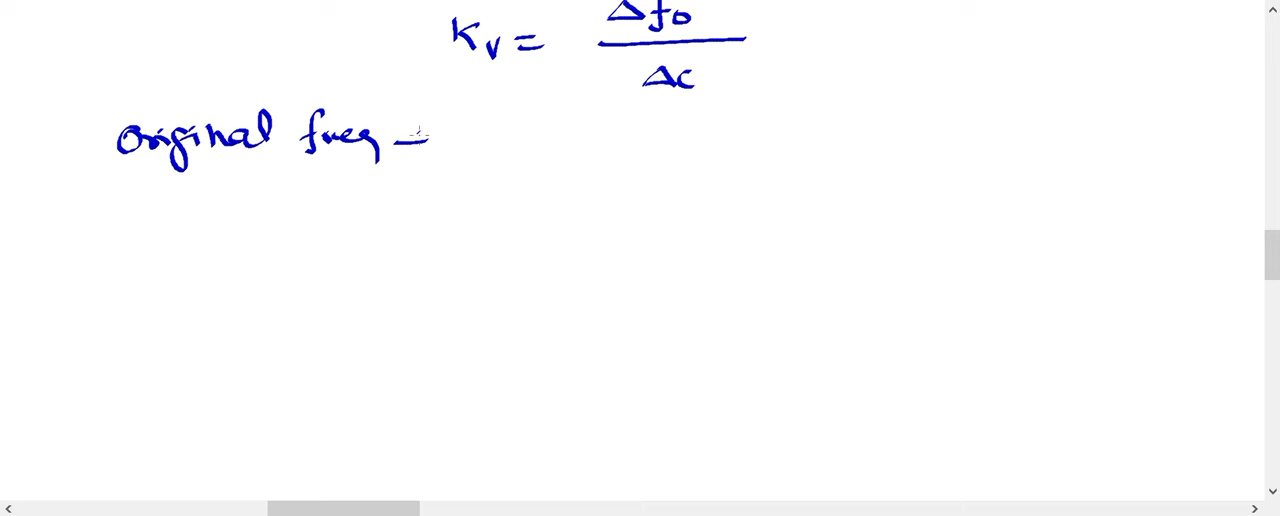 Kv = Δfo / Δc
Original freq =